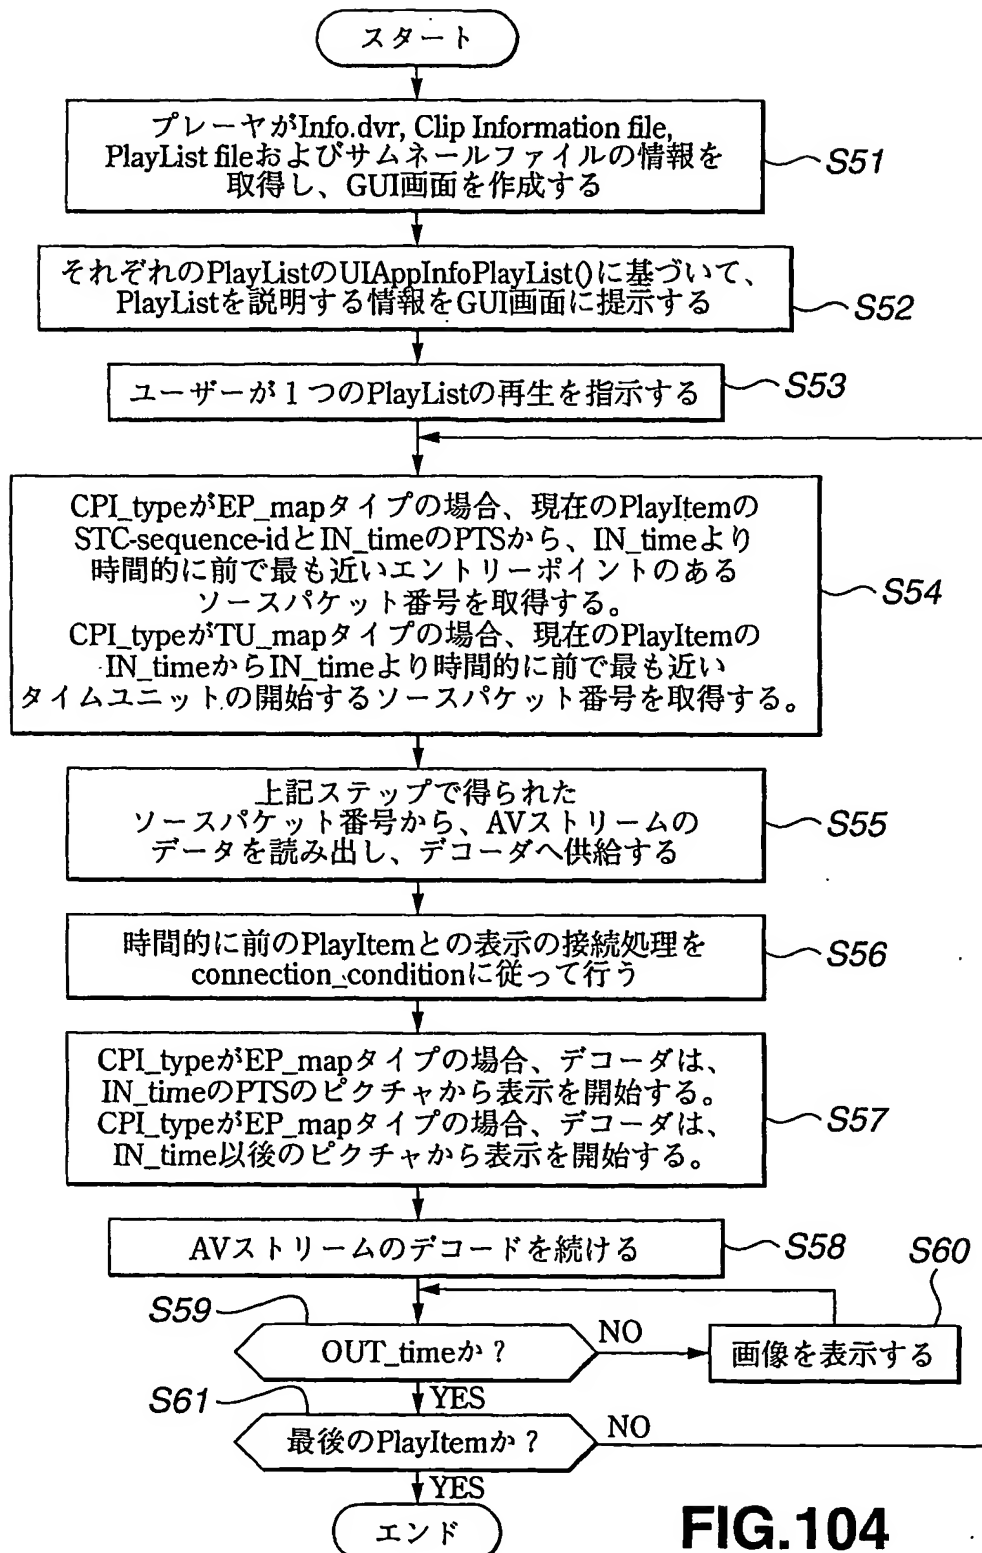 スタート
プレーヤがInfo.dvr, Clip Information file,
PlayList fileおよびサムネールファイルの情報を
取得し、GUI画面を作成する
S51
それぞれのPlayListのUIAppInfoPlayList()に基づいて、
PlayListを説明する情報をGUI画面に提示する
S52
ユーザーが1つのPlayListの再生を指示する
S53
CPI_typeがEP_mapタイプの場合、現在のPlayItemの
STC-sequence-idとIN_timeのPTSから、IN_timeより
時間的に前で最も近いエントリーポイントのある
ソースパケット番号を取得する。
CPI_typeがTU_mapタイプの場合、現在のPlayItemの
IN_timeからIN_timeより時間的に前で最も近い
タイムユニットの開始するソースパケット番号を取得する。
S54
上記ステップで得られた
ソースパケット番号から、AVストリームの
データを読み出し、デコーダへ供給する
S55
時間的に前のPlayItemとの表示の接続処理を
connection_conditionに従って行う
S56
CPI_typeがEP_mapタイプの場合、デコーダは、
IN_timeのPTSのピクチャから表示を開始する。
CPI_typeがEP_mapタイプの場合、デコーダは、
IN_time以後のピクチャから表示を開始する。
S57
AVストリームのデコードを続ける
S58
S60
S59
OUT_timeか?
NO
画像を表示する
YES
S61
最後のPlayItemか?
NO
YES
エンド
FIG.104